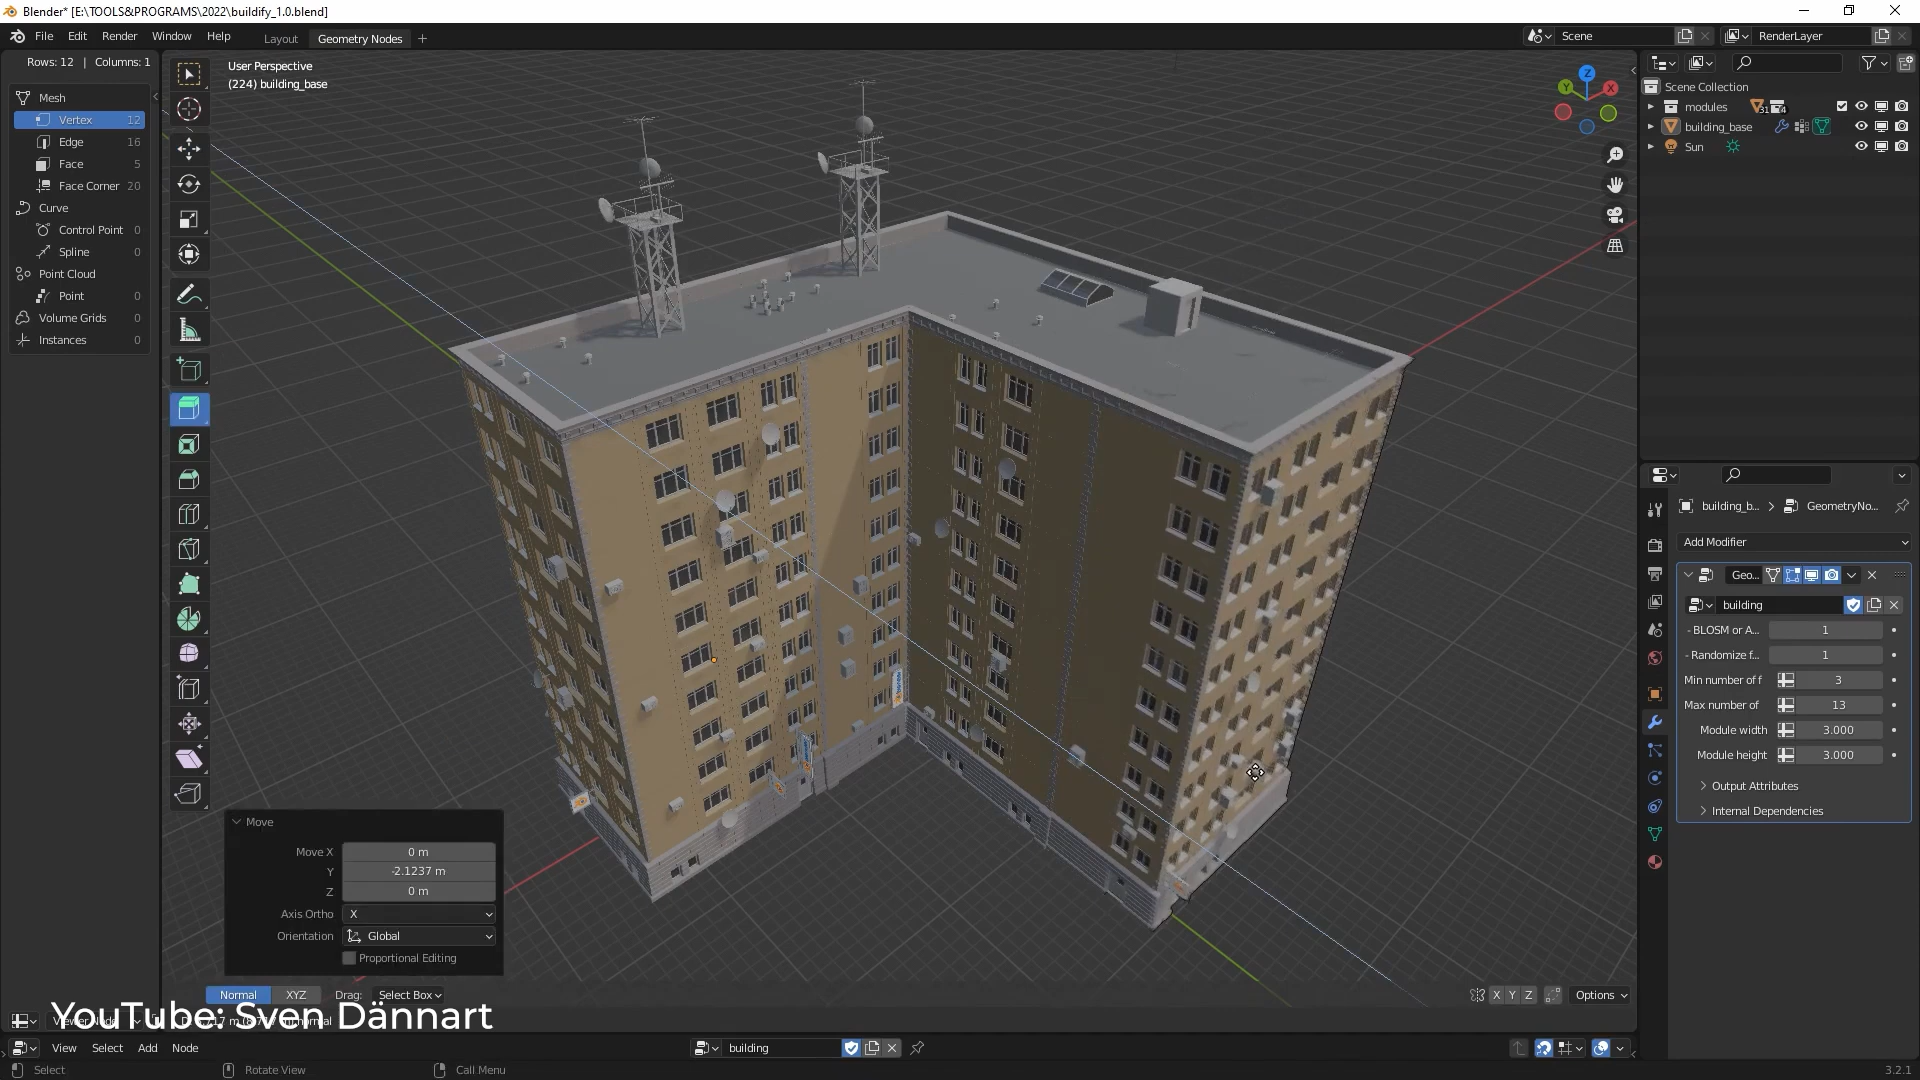 Blender* [E:\TOOLS&PROGRAMS\2022\buildify_1.0.blend]
File Edit Render Window Help Layout Geometry Nodes Scene RenderLayer
Rows: 12 | Columns: 1
User Perspective
(224) building_base
Mesh
Vertex 12
Edge 16
Face 5
Face Corner 20
Curve
Control Point 0
Spline 0
Point Cloud
Point 0
Volume Grids 0
Instances 0
Z
Y
X
Scene Collection
modules 31 4
building_base
Sun
building_b... > GeometryNo...
Add Modifier
Geo...
building
- BLOSM or A... 1
- Randomize f... 1
Min number of f 3
Max number of 13
Module width 3.000
Module height 3.000
Output Attributes
Internal Dependencies
Move
Move X 0 m
Y -2.1237 m
Z 0 m
Axis Ortho X
Orientation Global
Proportional Editing
Normal XYZ Drag: Select Box
X Y Z Options
YouTube: Sven Dännart
View Select Add Node building
Select Rotate View Call Menu 3.2.1